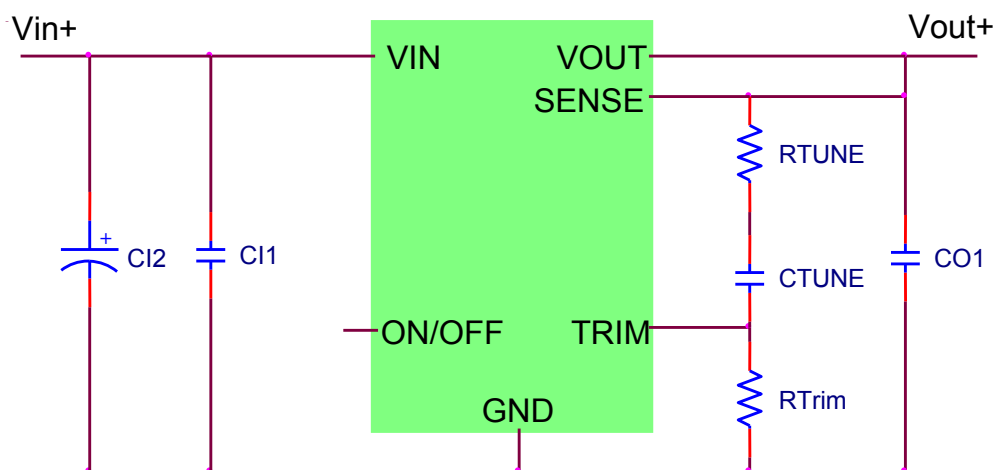 Vin+
Vout+
VIN
VOUT
SENSE
RTUNE
+
CI2
CI1
CTUNE
CO1
ON/OFF
TRIM
RTrim
GND